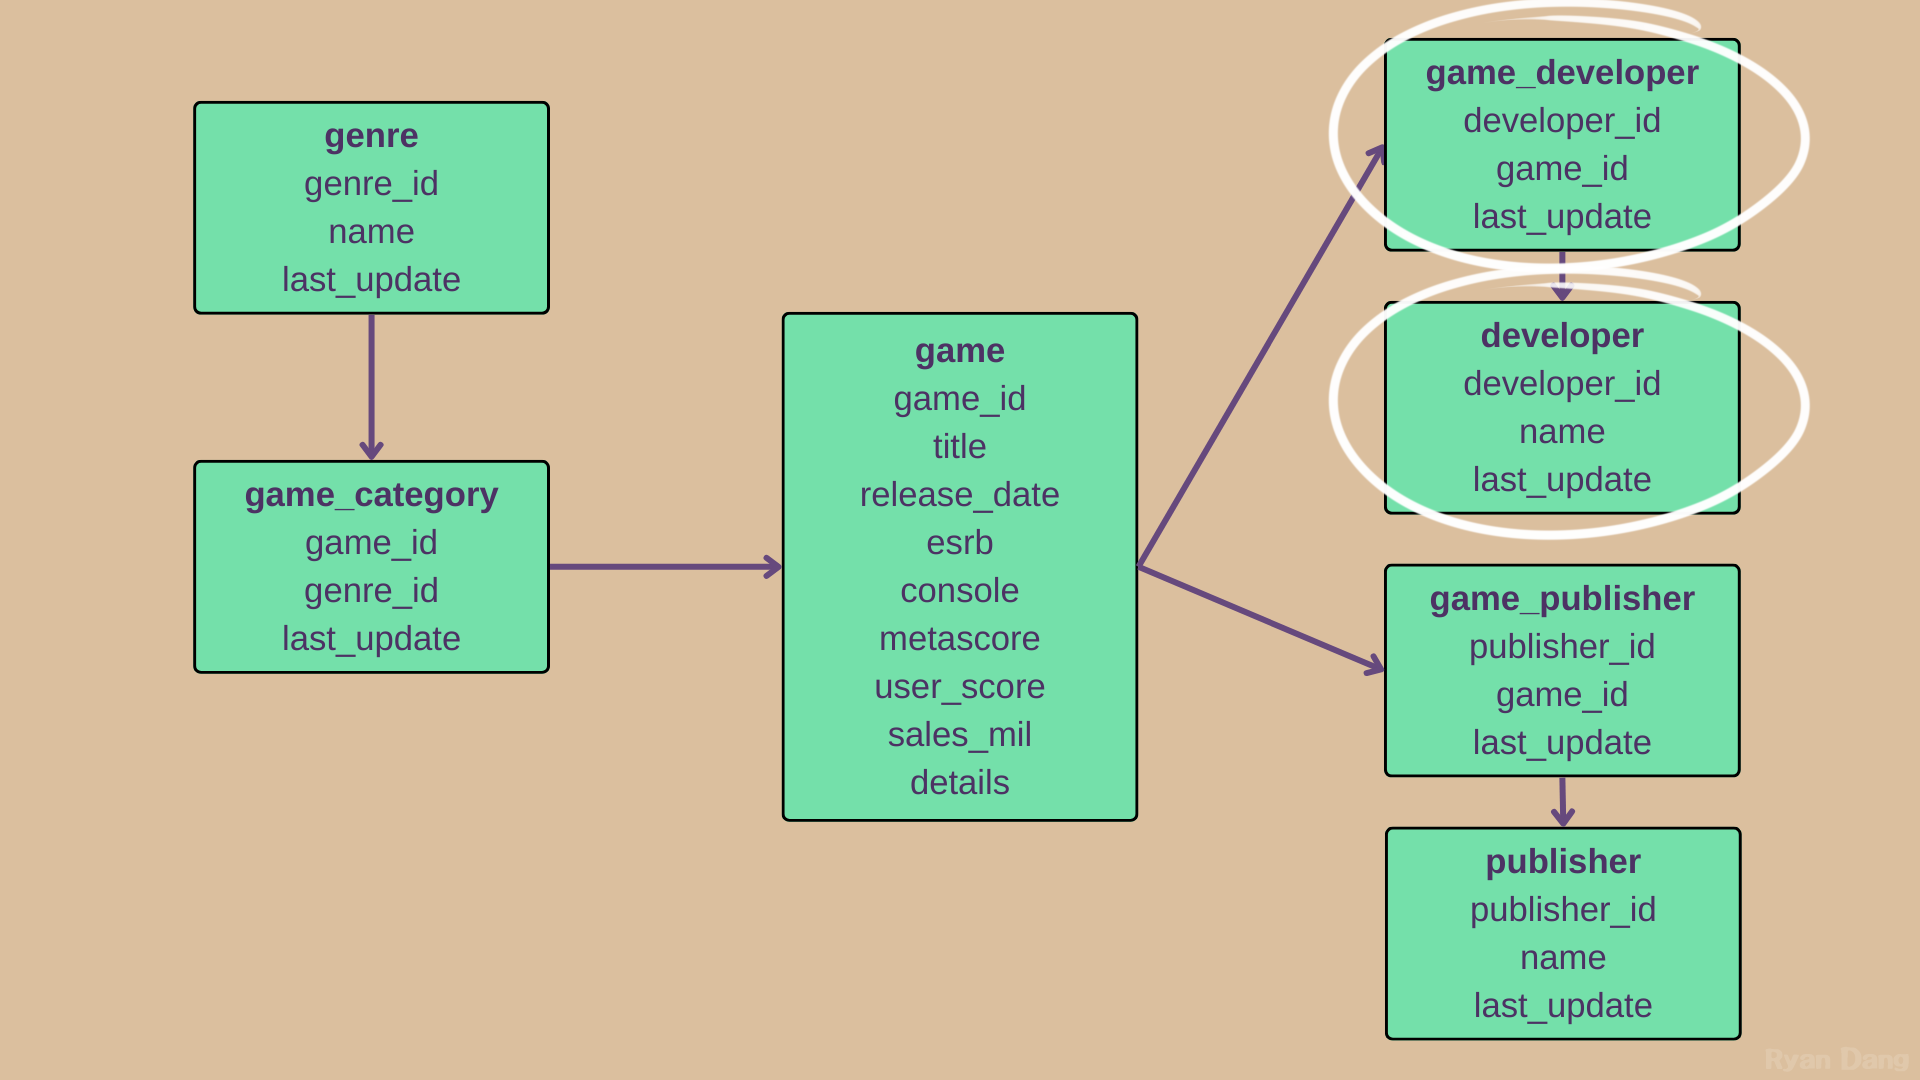 genre
genre_id
name
last_update
game_category
game_id
genre_id
last_update
game
game_id
title
release_date
esrb
console
metascore
user_score
sales_mil
details
game_developer
developer_id
game_id
last_update
developer
developer_id
name
last_update
game_publisher
publisher_id
game_id
last_update
publisher
publisher_id
name
last_update
Ryan Dang